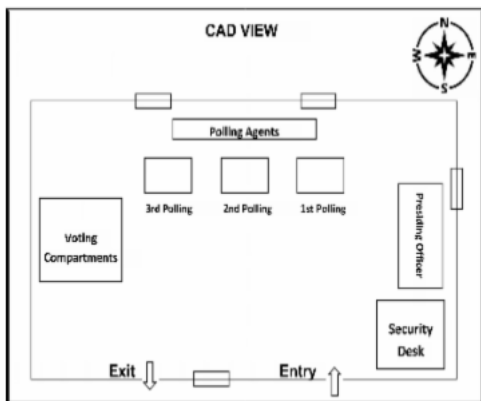 CAD VIEW
N
W
E
S
Polling Agents
3rd Polling
2nd Polling
1st Polling
Voting
Compartments
Presiding Officer
Security
Desk
Exit
Entry